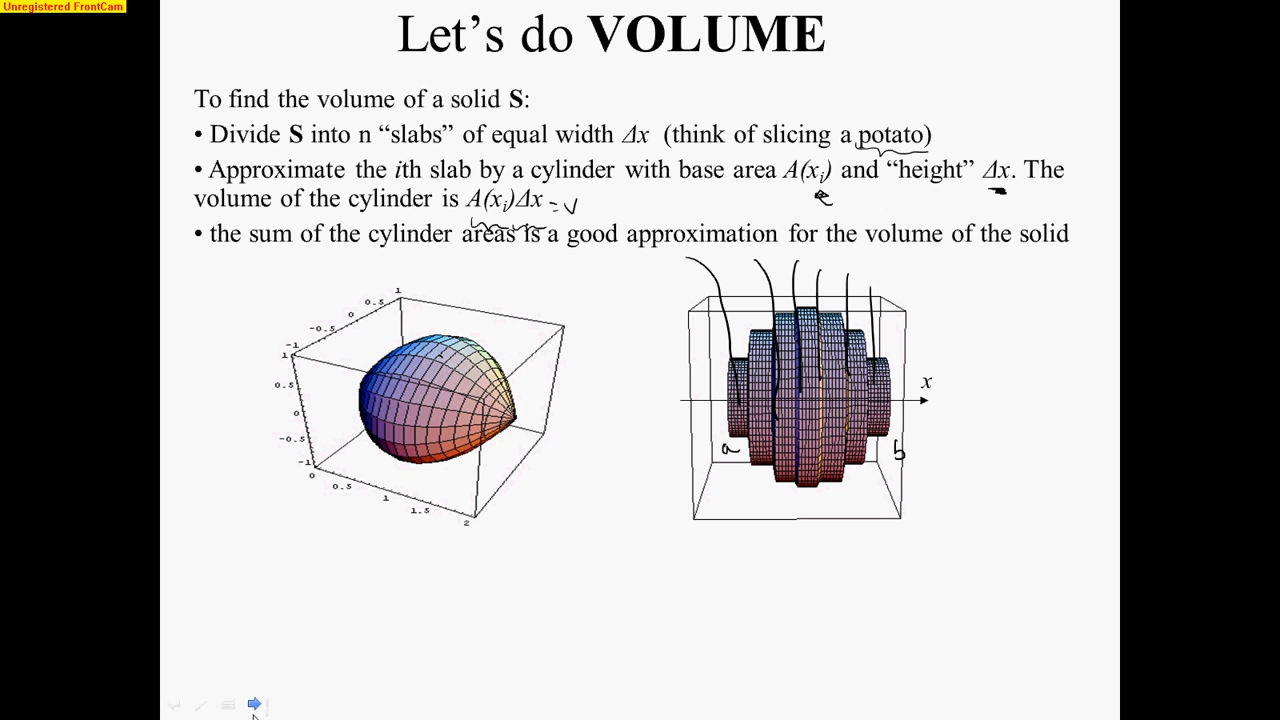 Unregistered FrontCam
Let's do VOLUME
To find the volume of a solid S:
• Divide S into n “slabs” of equal width Δx (think of slicing a potato)
• Approximate the ith slab by a cylinder with base area A(xᵢ) and “height” Δx. The
volume of the cylinder is A(xᵢ)Δx = V
• the sum of the cylinder areas is a good approximation for the volume of the solid
1
0.5
0
-0.5
-1
1
0.5
0
-0.5
-1
0
0.5
1
1.5
2
x
a
b